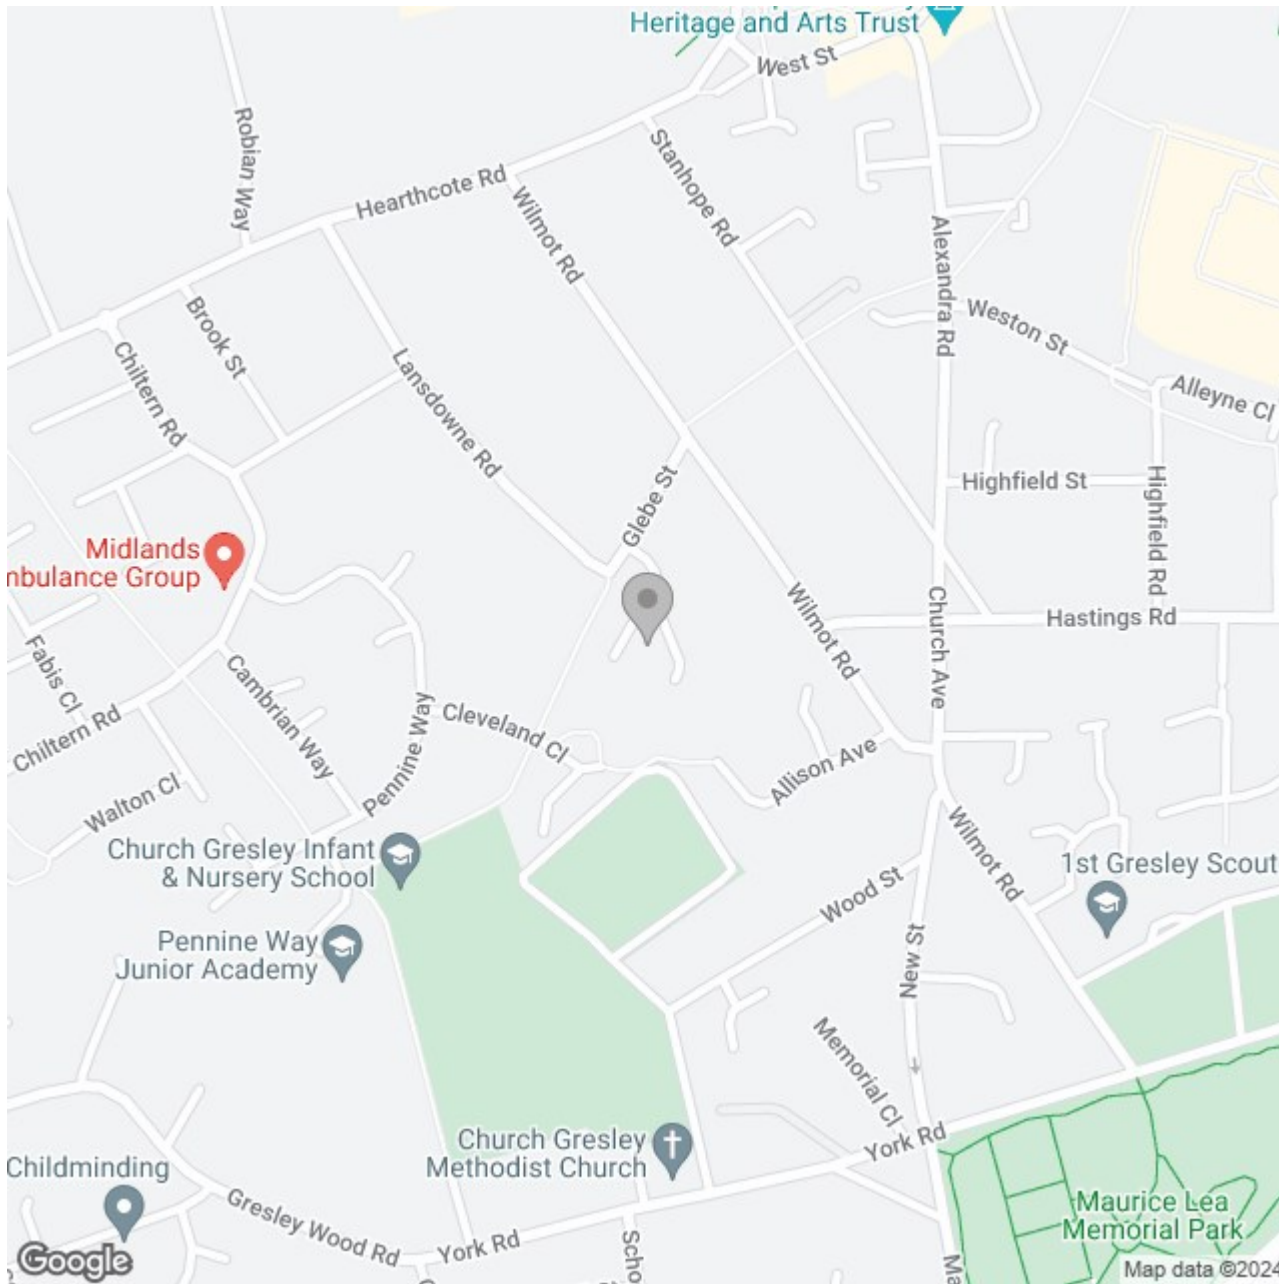 Heritage and Arts Trust
West St
Robian Way
Stanhope Rd
Hearthcote Rd
Wilmot Rd
Alexandra Rd
Brook St
Weston St
Chiltern Rd
Lansdowne Rd
Alleyne Cl
Glebe St
Highfield St
Highfield Rd
Midlands
mbulance Group
Wilmot Rd
Church Ave
Hastings Rd
Fabis Cl
Cambrian Way
Pennine Way
Cleveland Cl
Chiltern Rd
Allison Ave
Walton Cl
Wilmot Rd
Church Gresley Infant
& Nursery School
1st Gresley Scout
Wood St
Pennine Way
Junior Academy
New St
Memorial Cl
Church Gresley
Methodist Church
York Rd
Childminding
Gresley Wood Rd
York Rd
Scho
Maurice Lea
Memorial Park
Ma
Google
Map data ©2024